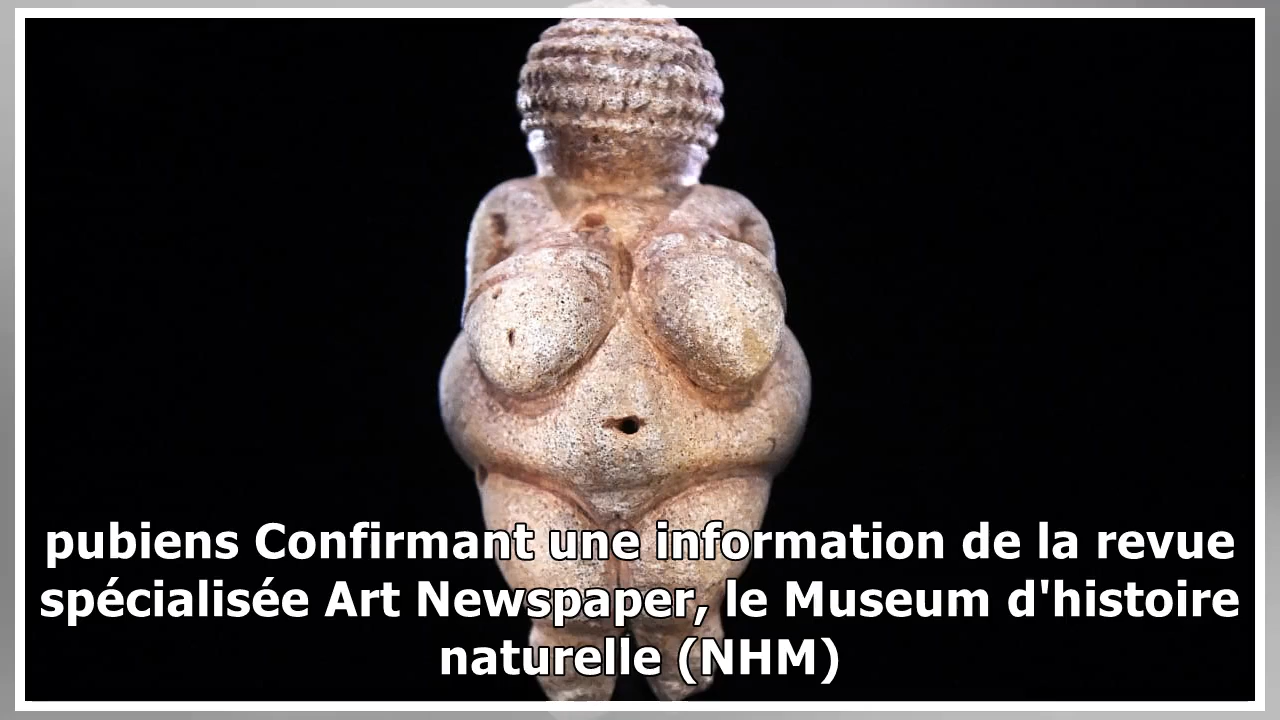 pubiens Confirmant une information de la revue
spécialisée Art Newspaper, le Museum d'histoire
naturelle (NHM)